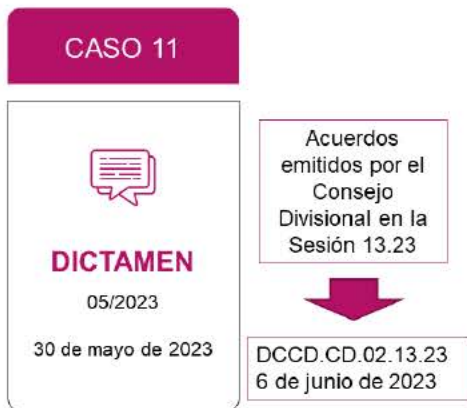 CASO 11
DICTAMEN
05/2023
30 de mayo de 2023
Acuerdos
emitidos por el
Consejo
Divisional en la
Sesión 13.23
DCCD.CD.02.13.23
6 de junio de 2023